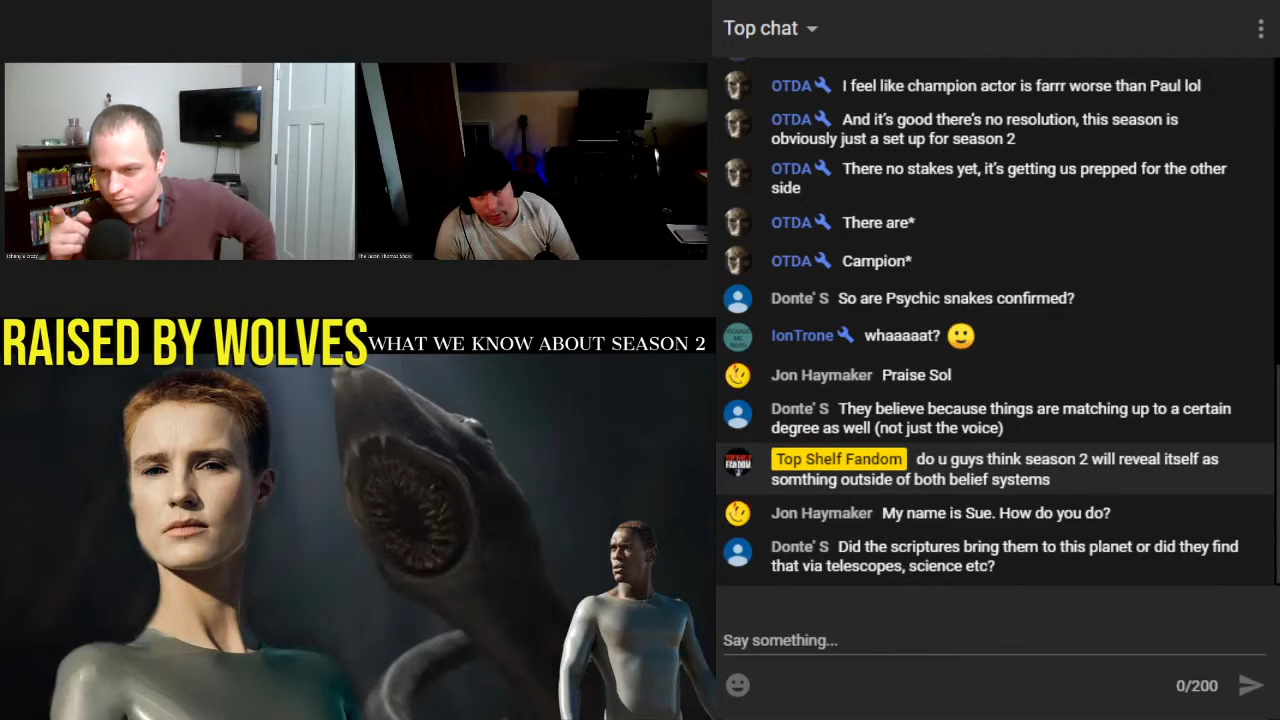 Top chat
OTDA I feel like champion actor is farrr worse than Paul lol
OTDA And it's good there's no resolution, this season is
obviously just a set up for season 2
OTDA There no stakes yet, it's getting us prepped for the other
side
OTDA There are*
OTDA Campion*
Donte' S So are Psychic snakes confirmed?
IonTrone whaaaaat?
Jon Haymaker Praise Sol
Donte' S They believe because things are matching up to a certain
degree as well (not just the voice)
Top Shelf Fandom do u guys think season 2 will reveal itself as
somthing outside of both belief systems
Jon Haymaker My name is Sue. How do you do?
Donte' S Did the scriptures bring them to this planet or did they find
that via telescopes, science etc?
Say something...
0/200
The Justin Thomas Show
RAISED BY WOLVES WHAT WE KNOW ABOUT SEASON 2